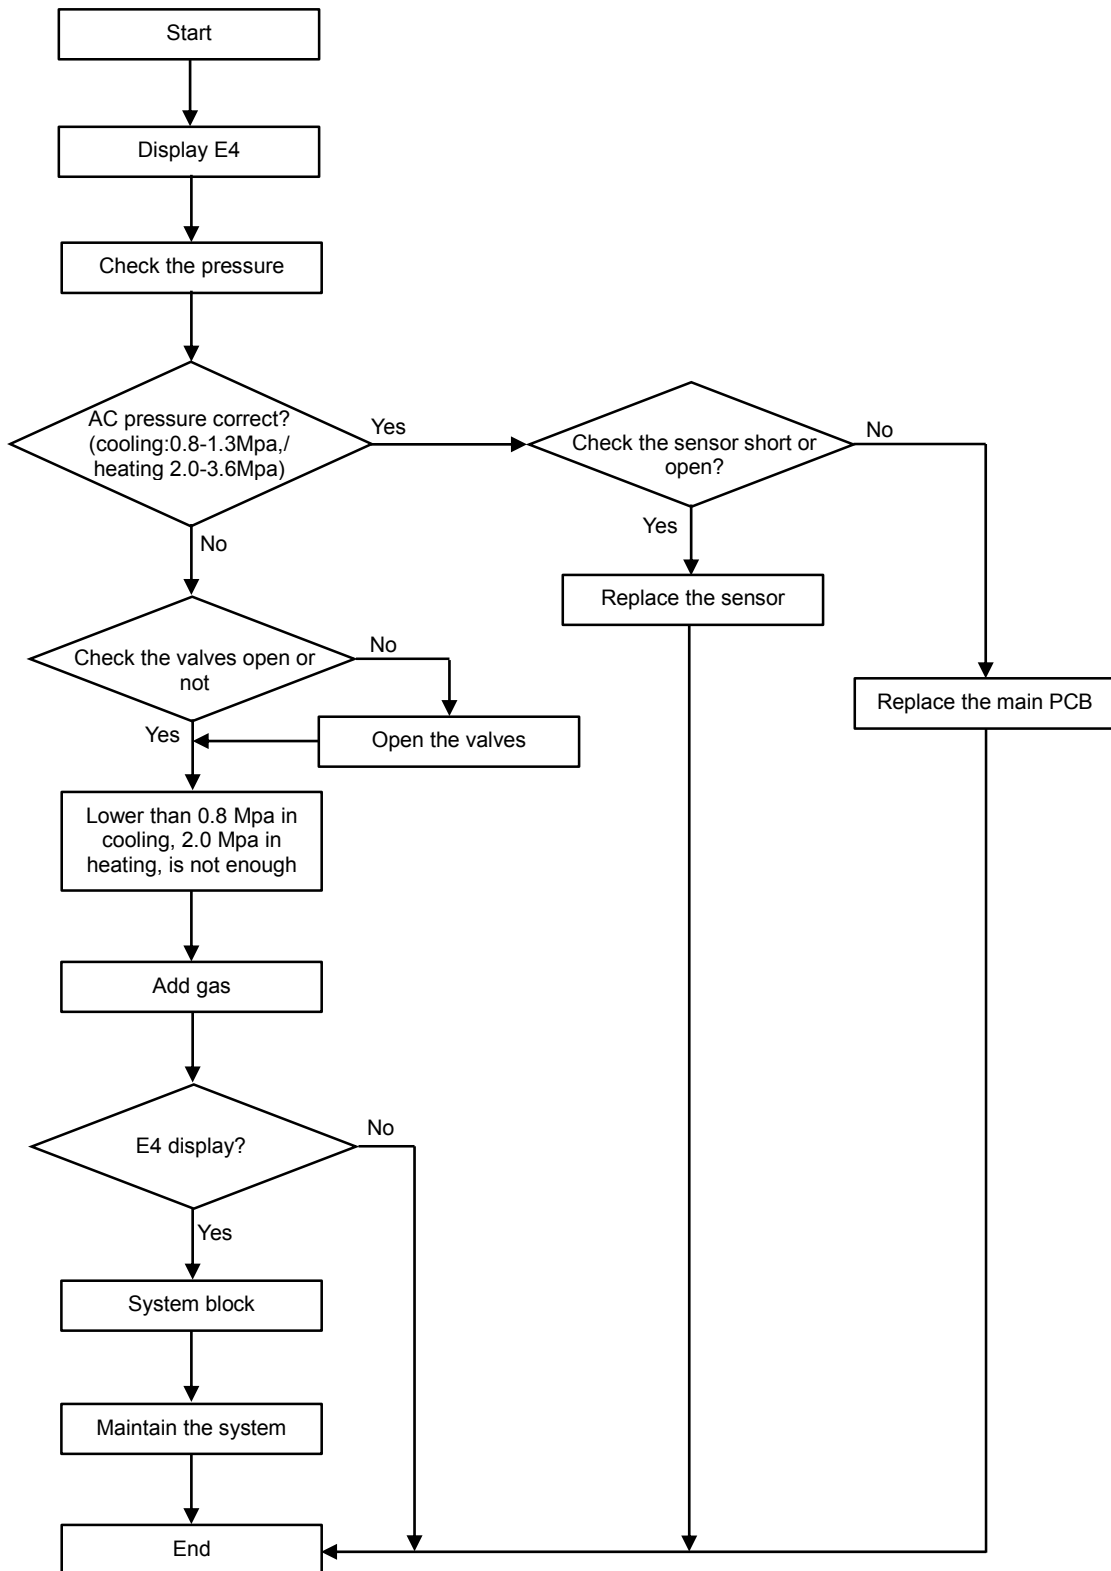 Start
Display E4
Check the pressure
AC pressure correct?
(cooling:0.8-1.3Mpa,/
heating 2.0-3.6Mpa)
Yes
Check the sensor short or
open?
No
No
Yes
Replace the sensor
Check the valves open or
not
No
Replace the main PCB
Yes
Open the valves
Lower than 0.8 Mpa in
cooling, 2.0 Mpa in
heating, is not enough
Add gas
E4 display?
No
Yes
System block
Maintain the system
End